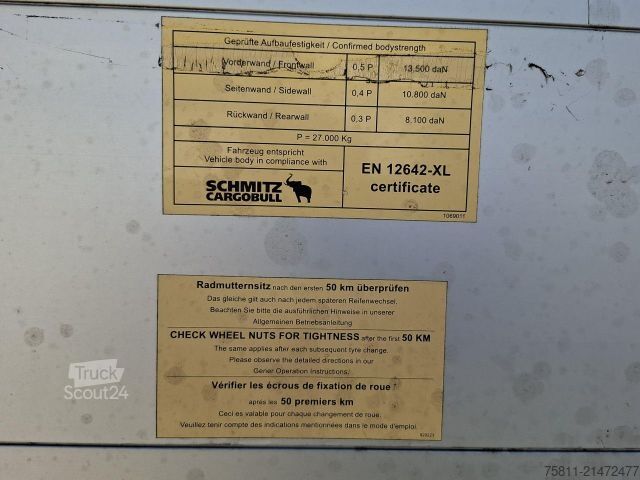 Geprüfte Aufbaufestigkeit / Confirmed bodystrength
Vorderwand / Frontwall 0,5 P 13.500 daN
Seitenwand / Sidewall 0,4 P 10.800 daN
Rückwand / Rearwall 0,3 P 8.100 daN
P = 27.000 Kg
Fahrzeug entspricht
Vehicle body in compliance with
SCHMITZ
CARGOBULL
EN 12642-XL
certificate
1069011
Radmutternsitz nach den ersten 50 km überprüfen
Das gleiche gilt auch nach jedem späteren Reifenwechsel.
Beachten Sie bitte die ausführlichen Hinweise in unserer
Allgemeinen Betriebsanleitung
CHECK WHEEL NUTS FOR TIGHTNESS after the first 50 KM
The same applies after each subsequent tyre change.
Please observe the detailed directions in our
Gener Operation Instructions.
Vérifier les écrous de fixation de roue
après les 50 premiers km
Ceci es valable pour chaque changement de roue.
Veuillez tenir compte des indications mentionnées dans le mode d'emploi.
Truck
Scout24
75811-21472477